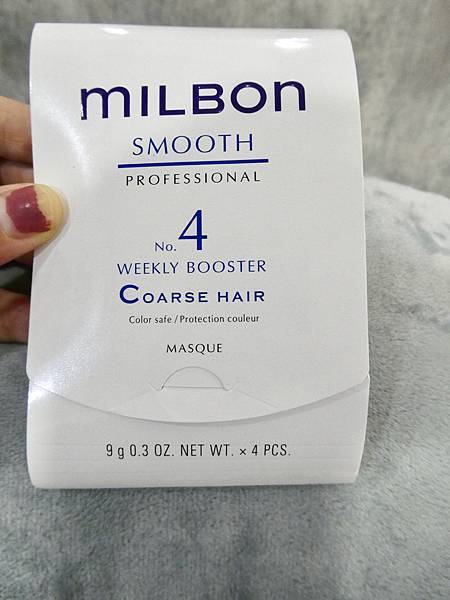 MILBON
SMOOTH
PROFESSIONAL
No. 4
WEEKLY BOOSTER
COARSE HAIR
Color safe / Protection couleur
MASQUE
9 g 0.3 OZ. NET WT. × 4 PCS.